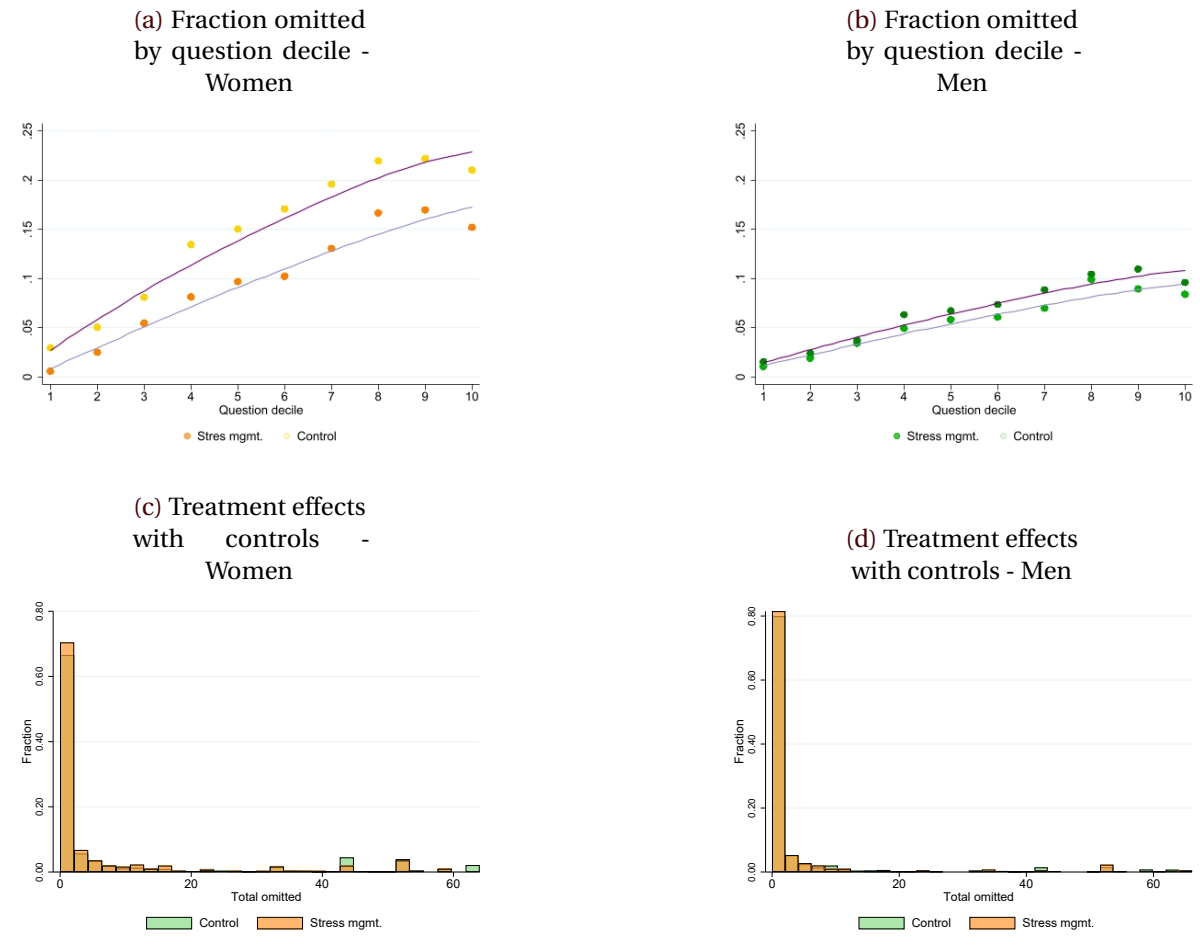 (a) Fraction omitted
by question decile -
Women
.25
.2
.15
.1
.05
0
1 2 3 4 5 6 7 8 9 10
Question decile
Stres mgmt. Control
(b) Fraction omitted
by question decile -
Men
.25
.2
.15
.1
.05
0
1 2 3 4 5 6 7 8 9 10
Question decile
Stress mgmt. Control
(c) Treatment effects
with controls -
Women
Fraction
0.80
0.60
0.40
0.20
0.00
0 20 40 60
Total omitted
Control Stress mgmt.
(d) Treatment effects
with controls - Men
Fraction
0.80
0.60
0.40
0.20
0.00
0 20 40 60
Total omitted
Control Stress mgmt.